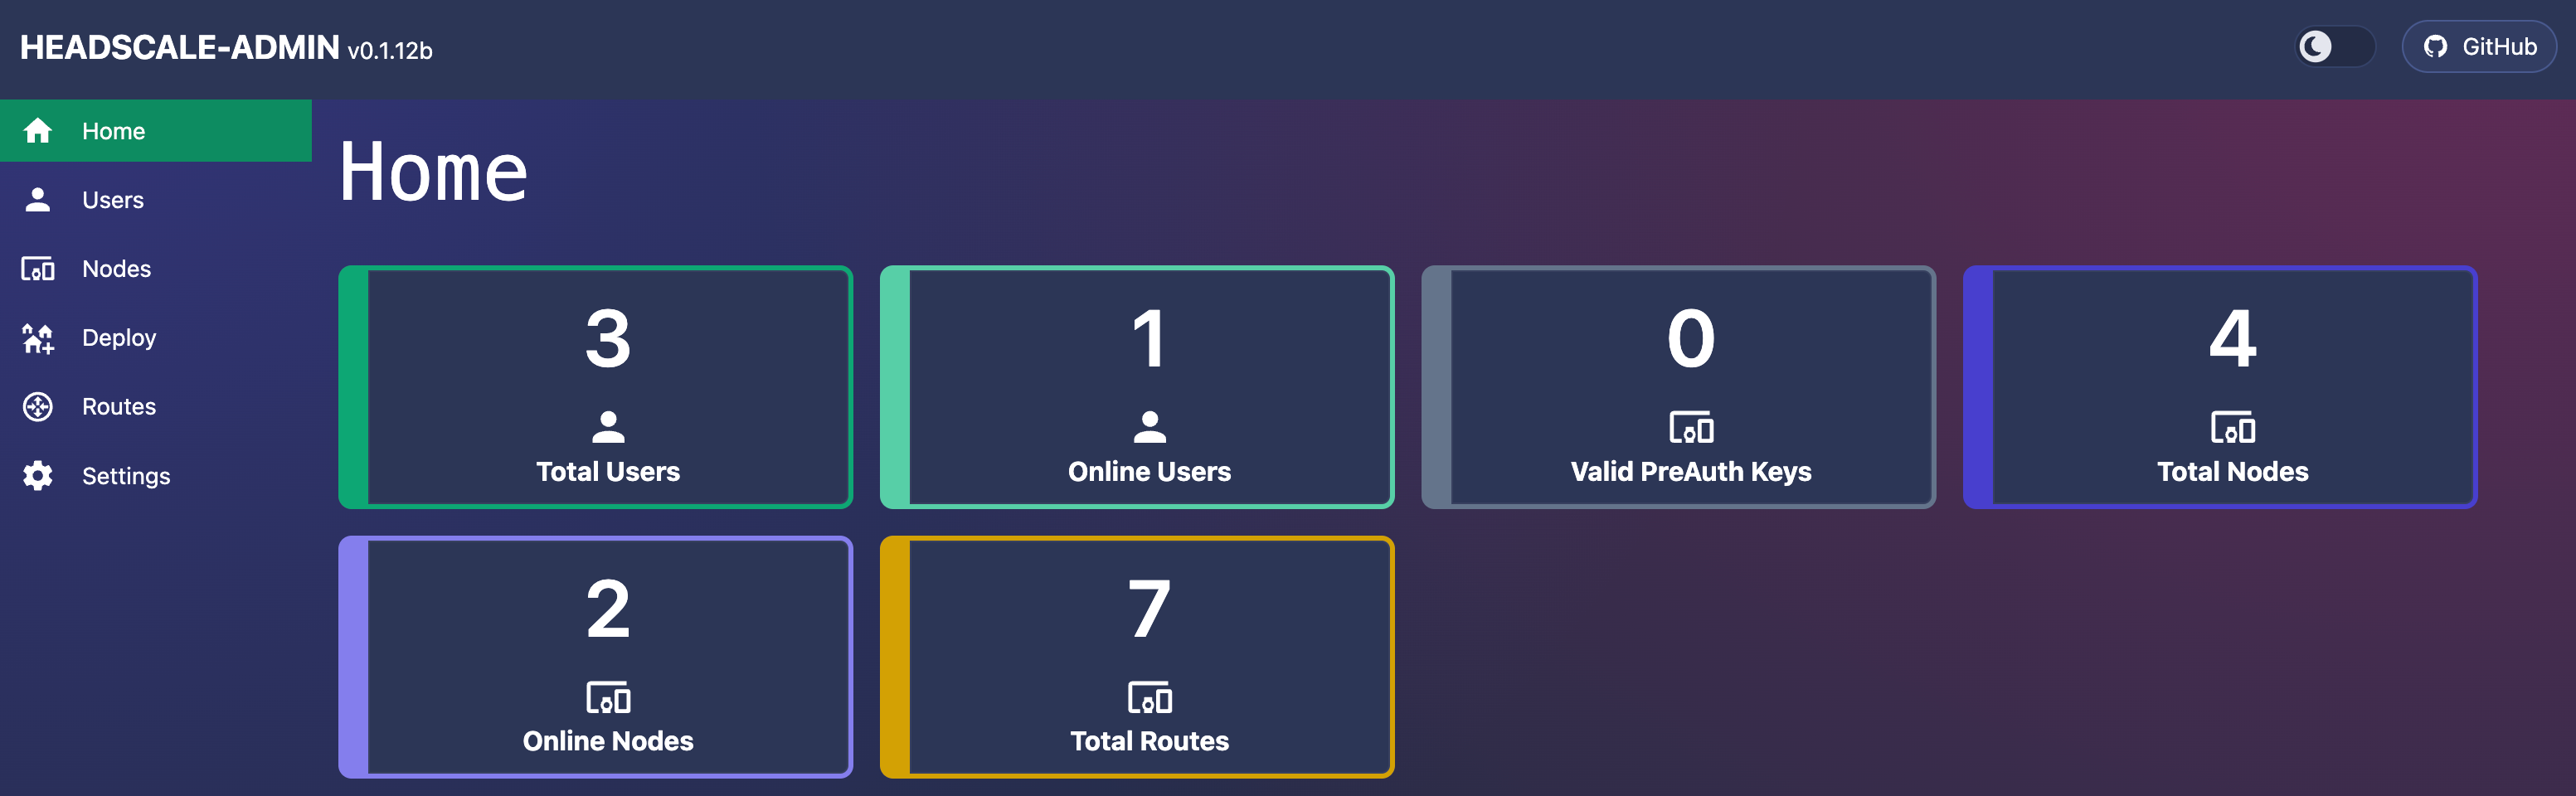 HEADSCALE-ADMIN v0.1.12b
GitHub
Home
Users
Nodes
Deploy
Routes
Settings
Home
3
Total Users
1
Online Users
0
Valid PreAuth Keys
4
Total Nodes
2
Online Nodes
7
Total Routes